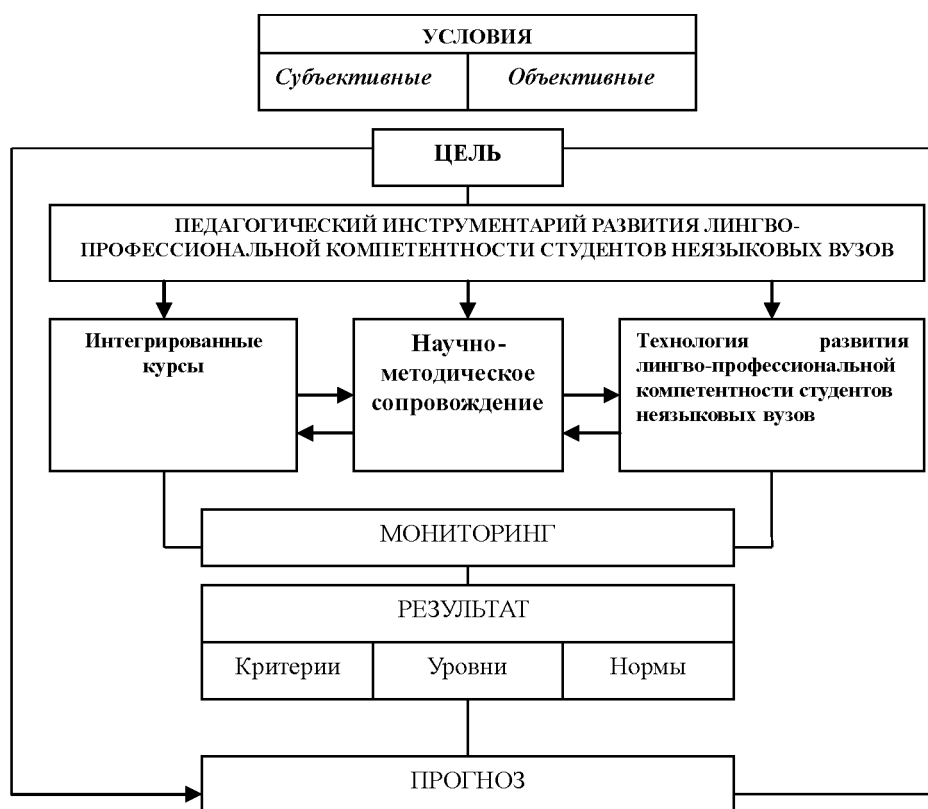 УСЛОВИЯ
Субъективные Объективные
ЦЕЛЬ
ПЕДАГОГИЧЕСКИЙ ИНСТРУМЕНТАРИЙ РАЗВИТИЯ ЛИНГВО-
ПРОФЕССИОНАЛЬНОЙ КОМПЕТЕНТНОСТИ СТУДЕНТОВ НЕЯЗЫКОВЫХ ВУЗОВ
Интегрированные
курсы
Научно-
методическое
сопровождение
Технология развития
лингво-профессиональной
компетентности студентов
неязыковых вузов
МОНИТОРИНГ
РЕЗУЛЬТАТ
Критерии Уровни Нормы
ПРОГНОЗ